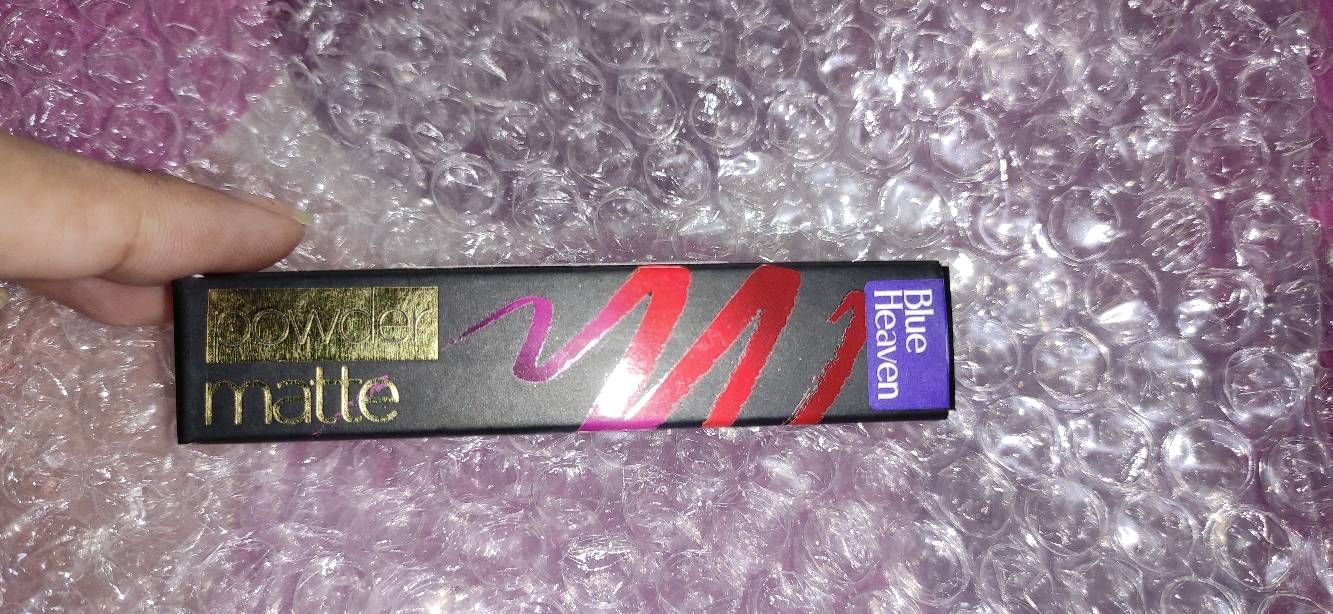 powder
matte
Blue
Heaven